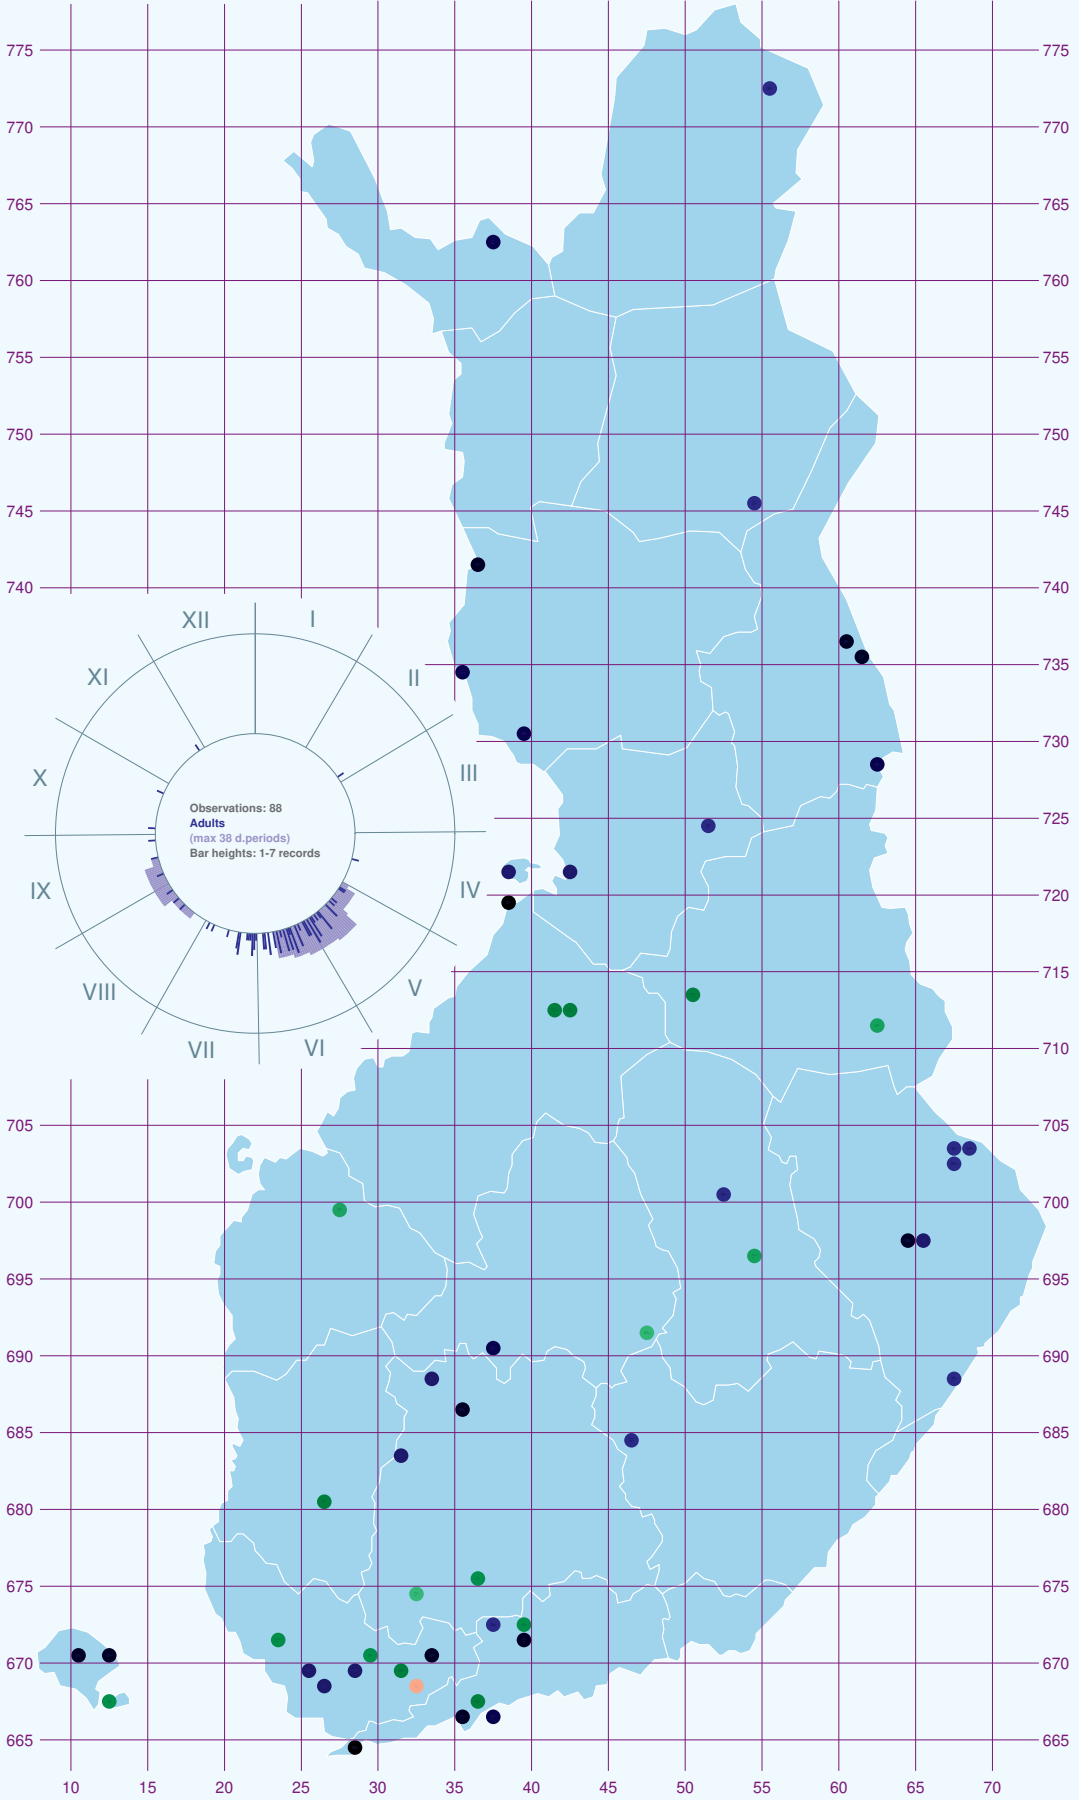 775 775
770 770
765 765
760 760
755 755
750 750
745 745
740 740
XII I
XI II
735
730 730
X III
Observations: 88
Adults
(max 38 d.periods)
Bar heights: 1-7 records
725
IX IV
720
VIII V
715
VII VI
710
705 705
700 700
695 695
690 690
685 685
680 680
675 675
670 670
665 665
10 15 20 25 30 35 40 45 50 55 60 65 70